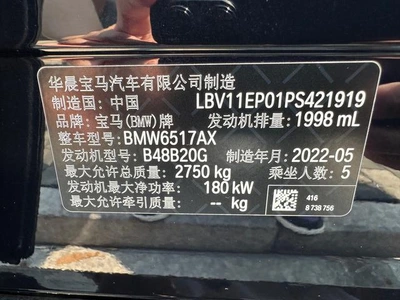 华晨宝马汽车有限公司制造
制造国：中国 LBV11EP01PS421919
品牌：宝马(BMW)牌 发动机排量：1998 mL
整车型号：BMW6517AX
发动机型号：B48B20G 制造年月：2022-05
最大允许总质量：2750 kg 乘坐人数：5
发动机最大净功率：180 kW
最大允许牵引质量：-- kg
416
8 738 756